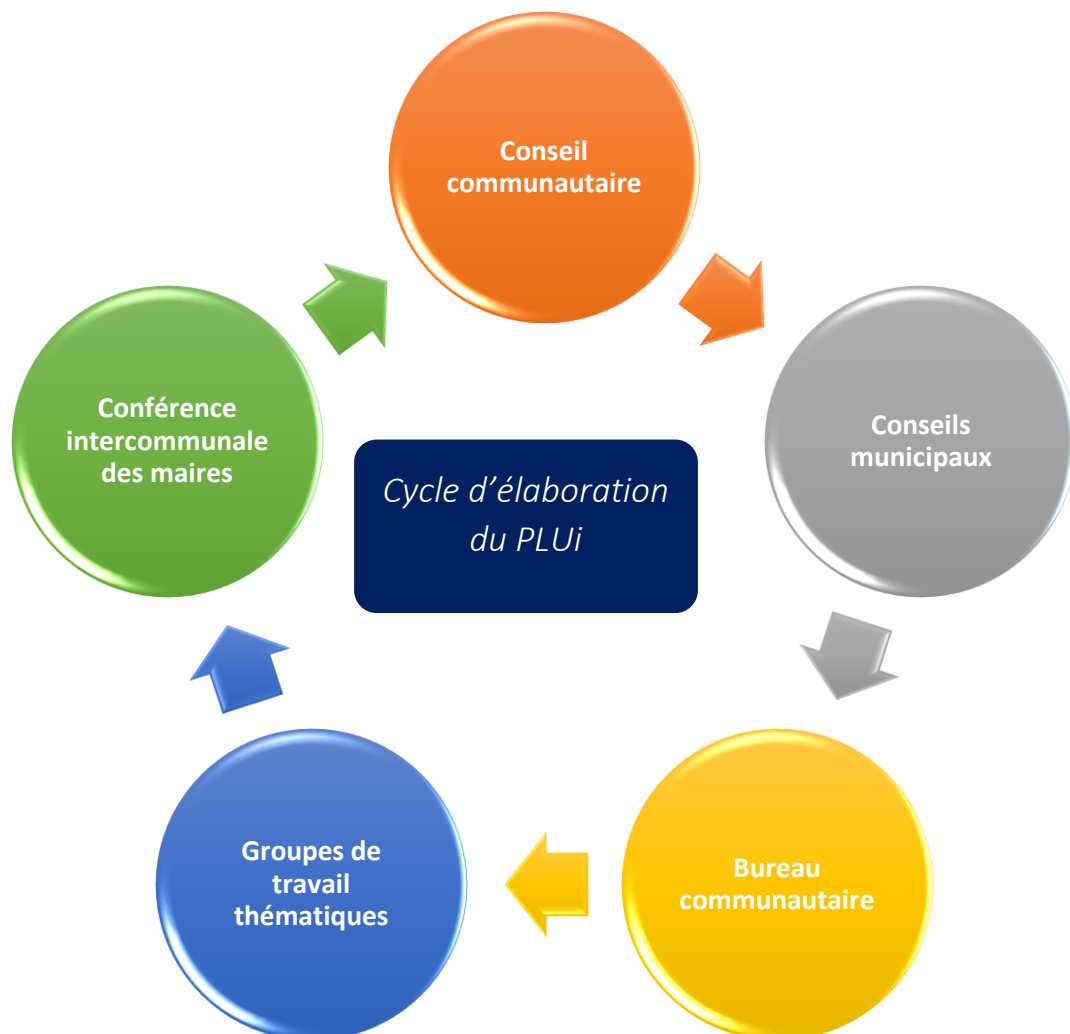 Conseil
communautaire
Conférence
intercommunale
des maires
Conseils
municipaux
Cycle d’élaboration
du PLUi
Groupes de
travail
thématiques
Bureau
communautaire